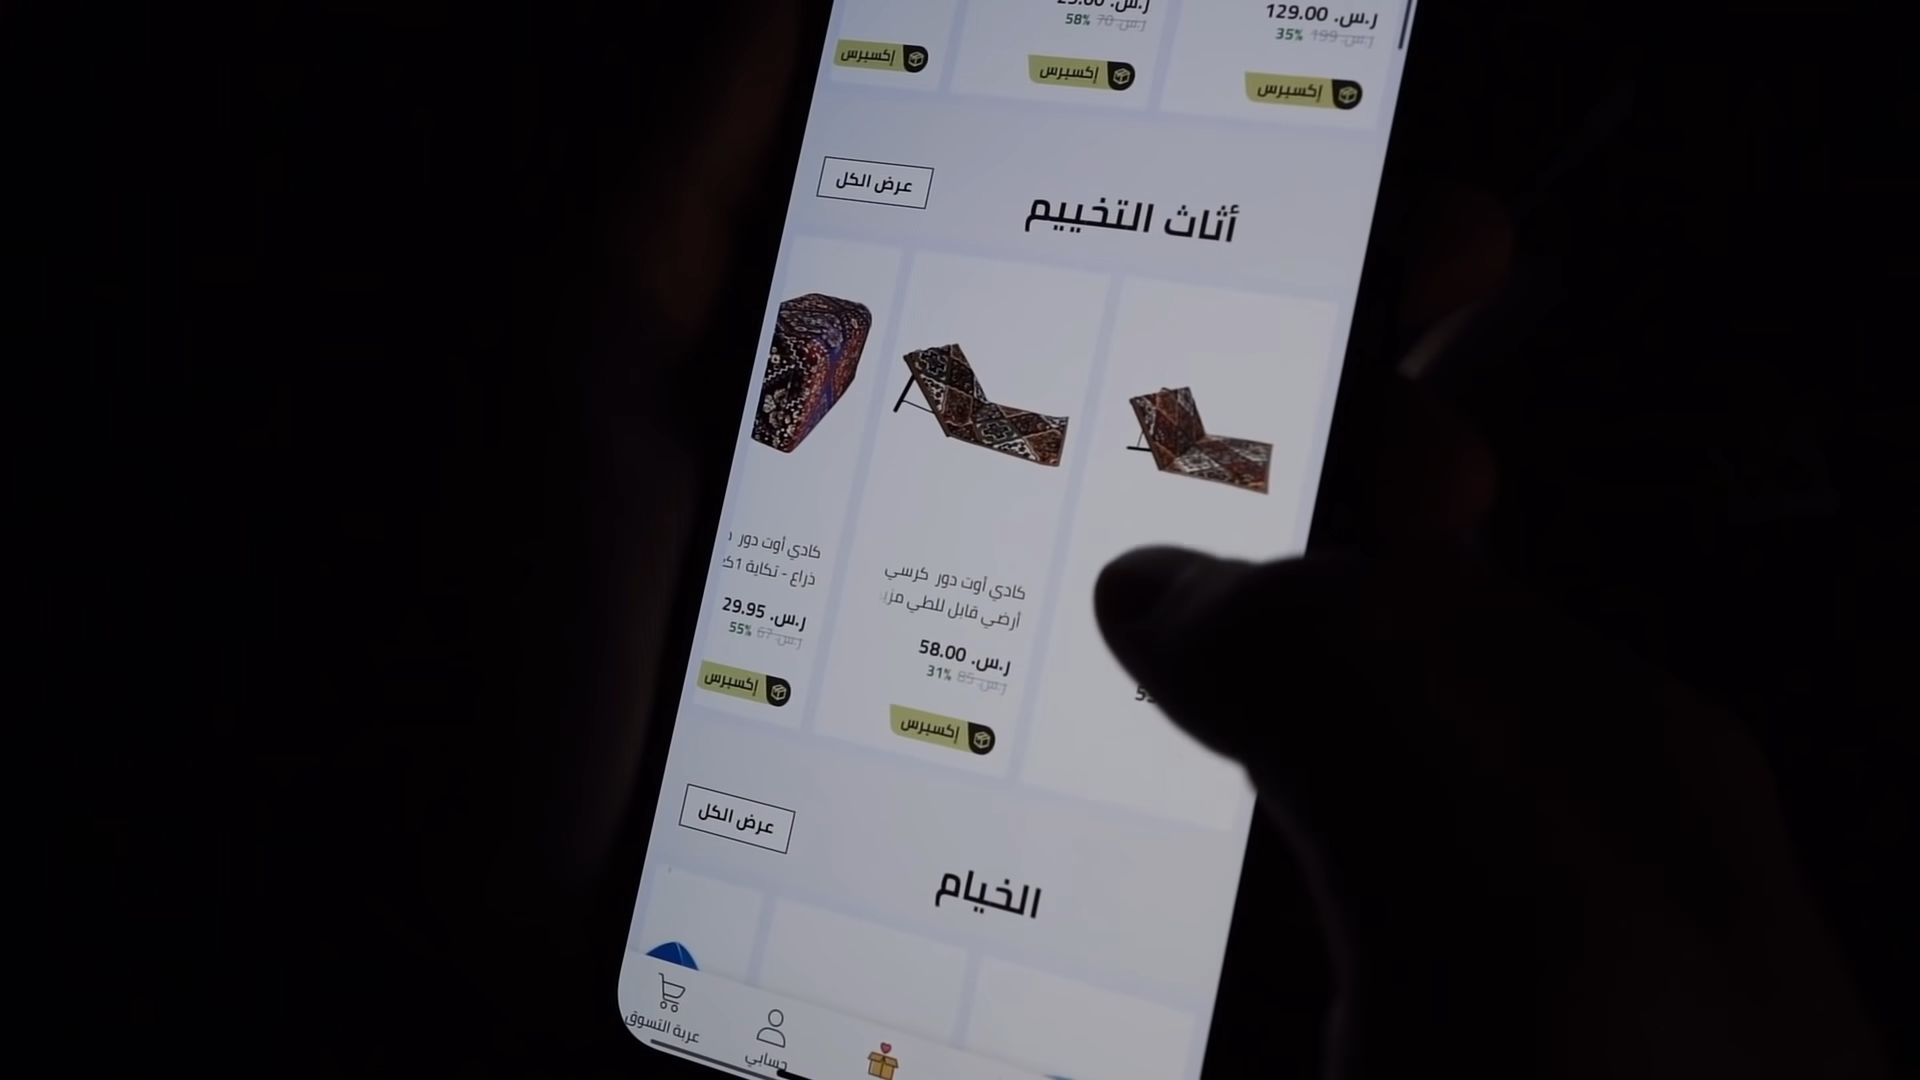 ر.س. 129.00
35% ر.س. 199
58% ر.س. 70
إكسبرس
إكسبرس
إكسبرس
أثاث التخييم
عرض الكل
كادي أوت دور كرسي
أرضي قابل للطي
ر.س. 58.00
31% ر.س. 85
إكسبرس
كادي أوت دور
ذراع - تكاية
ر.س. 29.95
55% ر.س. 67
إكسبرس
عرض الكل
الخيام
حسابي
عربة التسوق